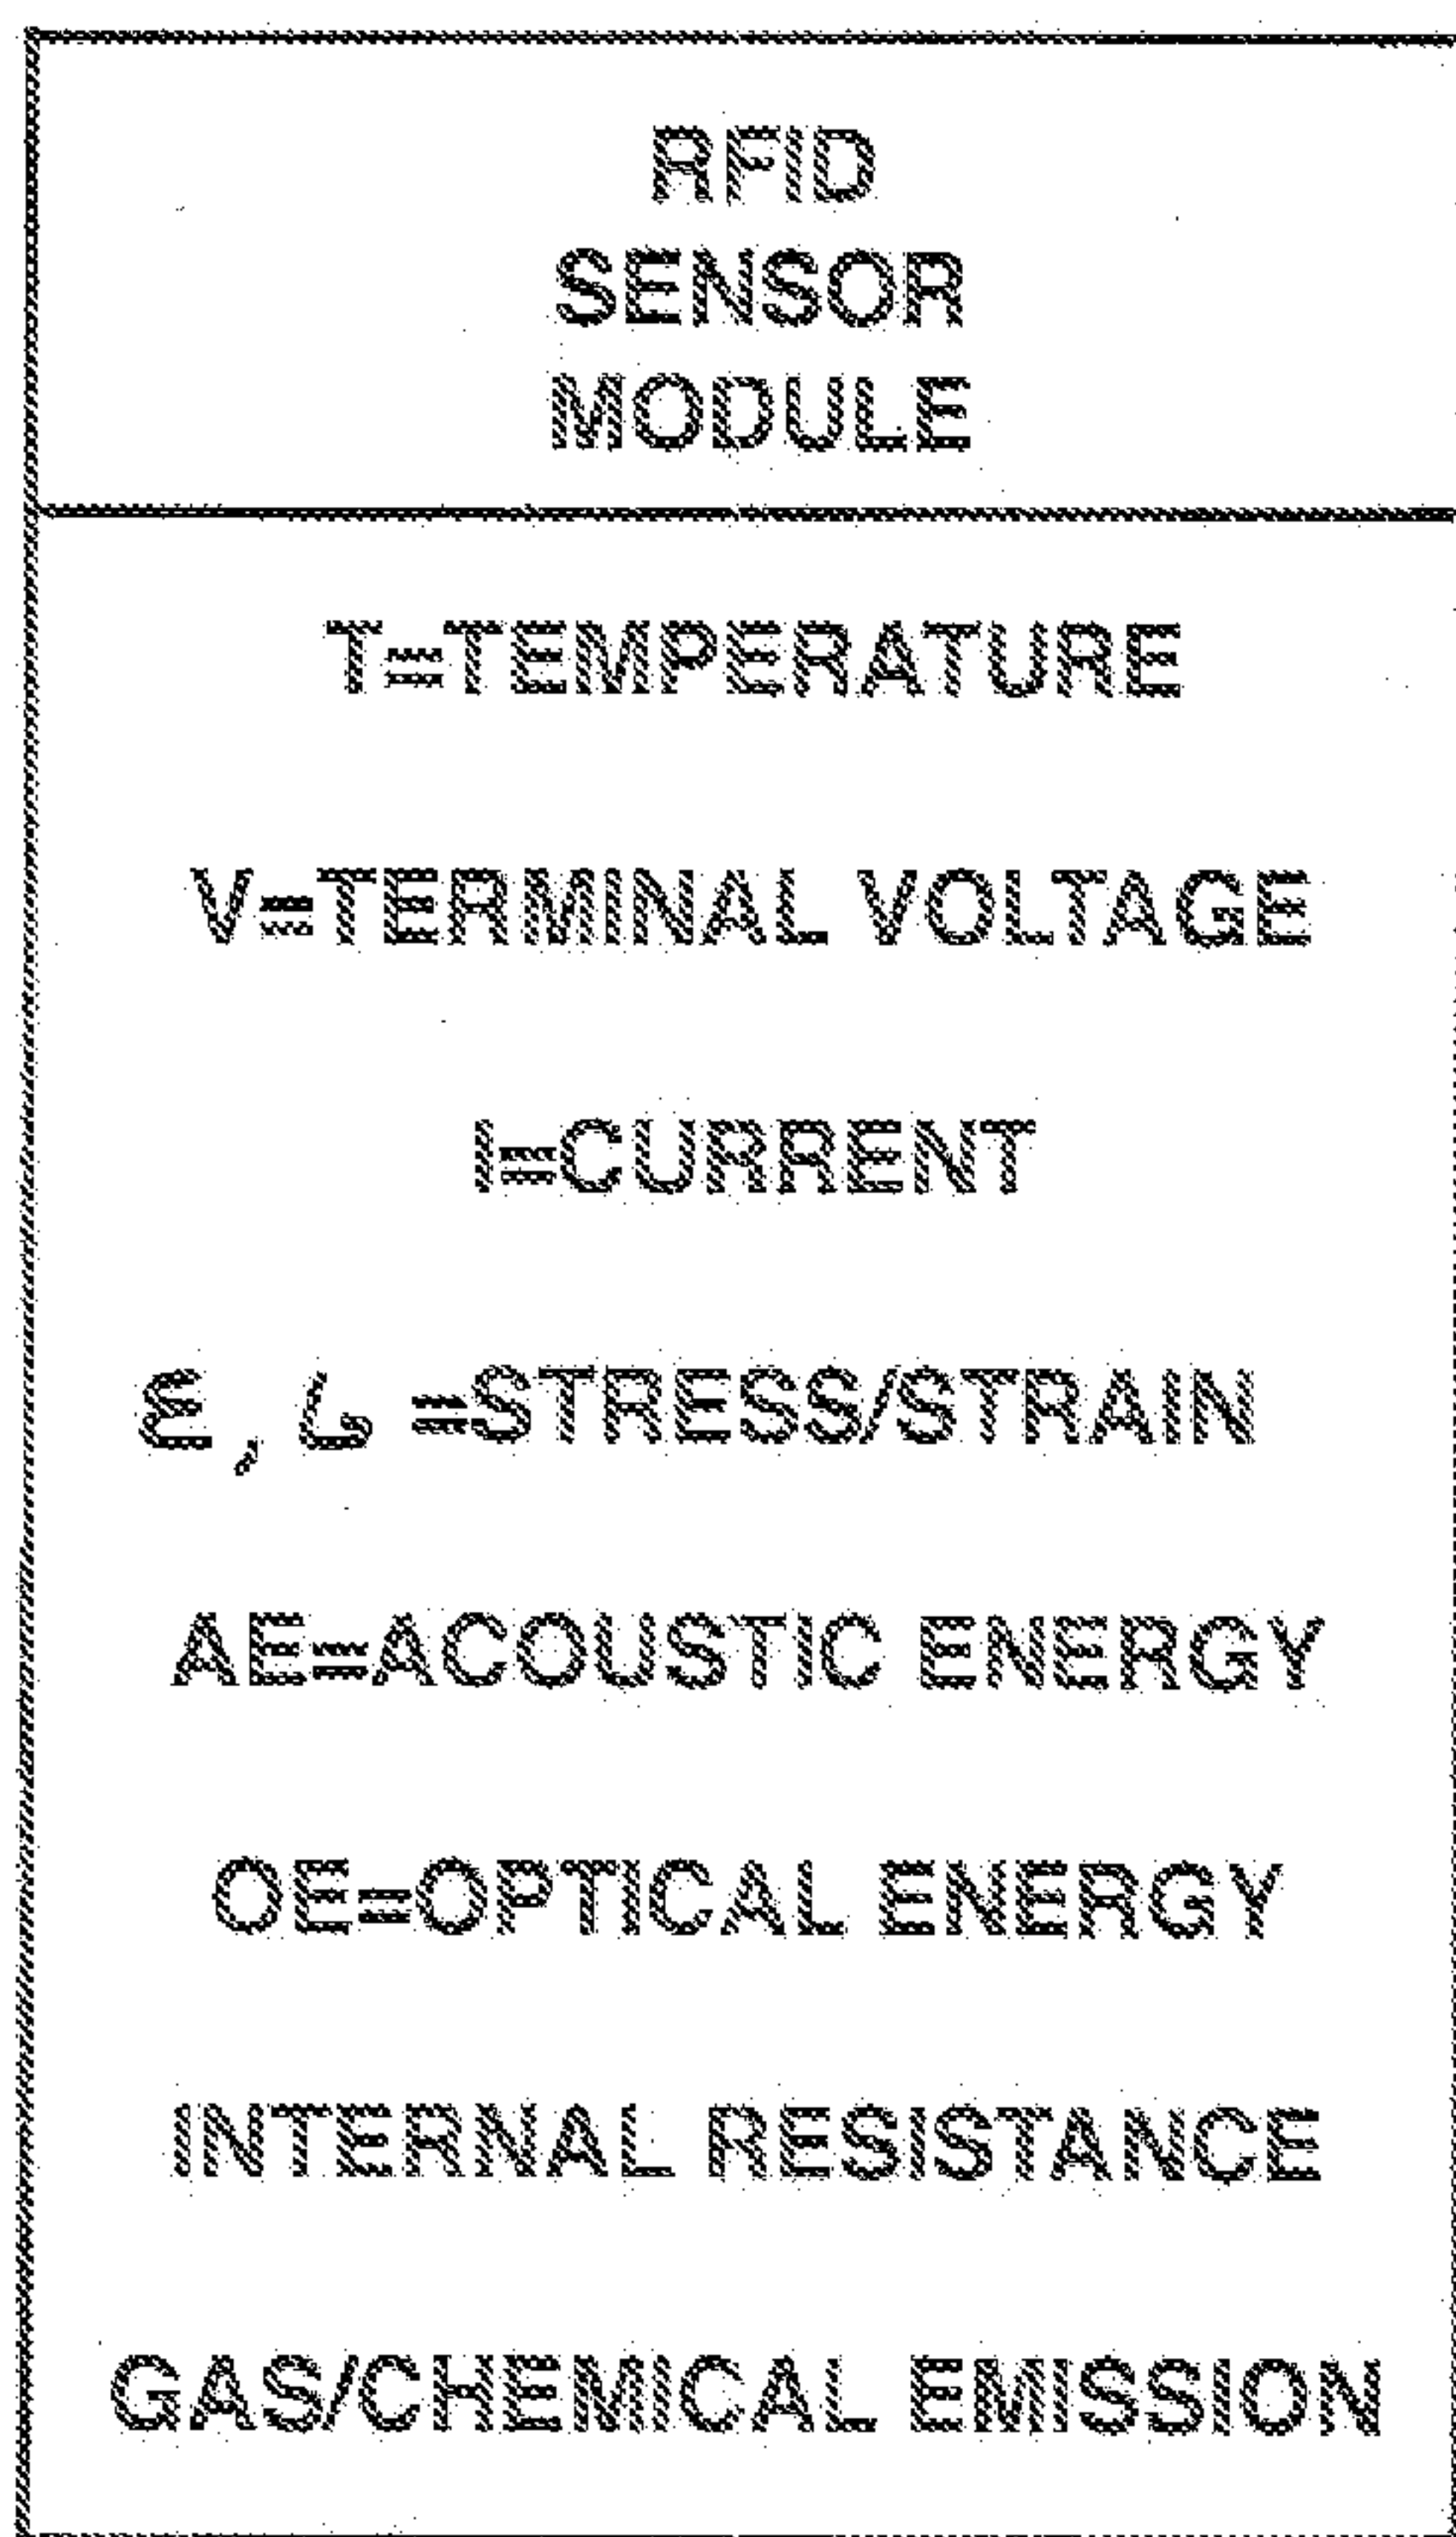 RFID
SENSOR
MODULE
T=TEMPERATURE
V=TERMINAL VOLTAGE
I=CURRENT
=STRESS/STRAIN
AE=ACOUSTIC ENERGY
OE=OPTICAL ENERGY
INTERNAL RESISTANCE
GAS/CHEMICAL EMISSION